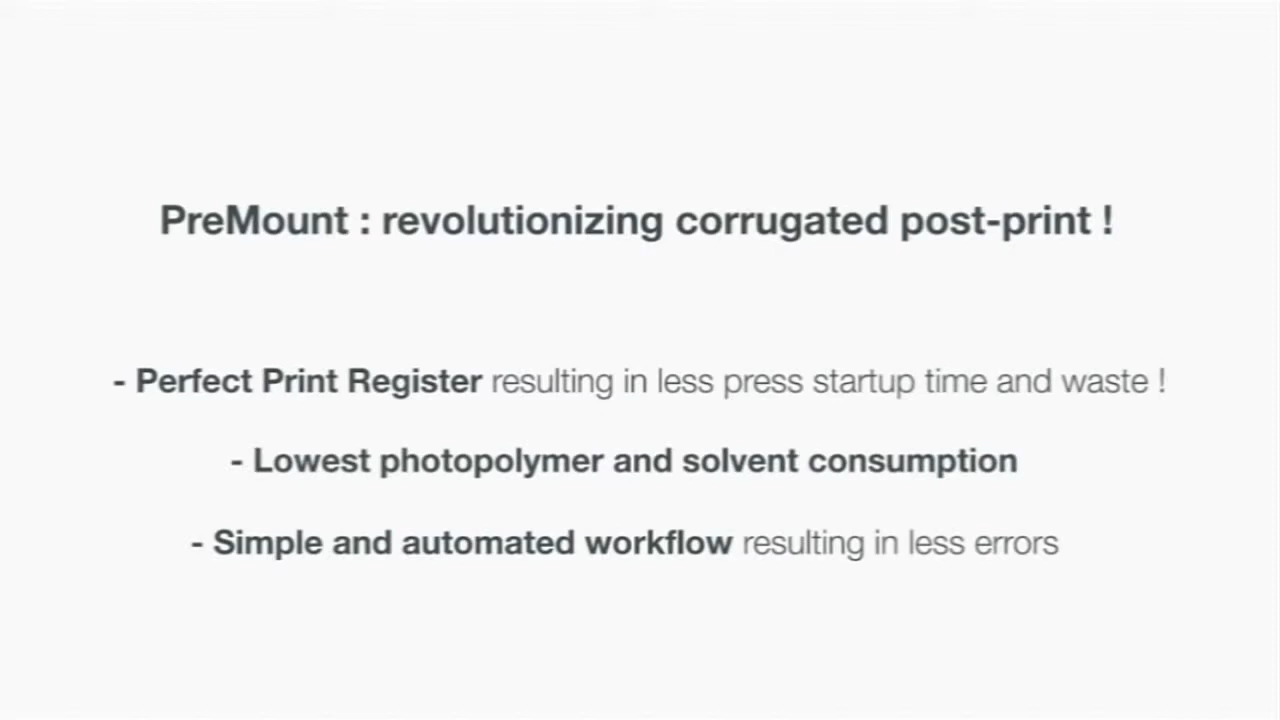 PreMount : revolutionizing corrugated post-print !
- Perfect Print Register resulting in less press startup time and waste !
- Lowest photopolymer and solvent consumption
- Simple and automated workflow resulting in less errors